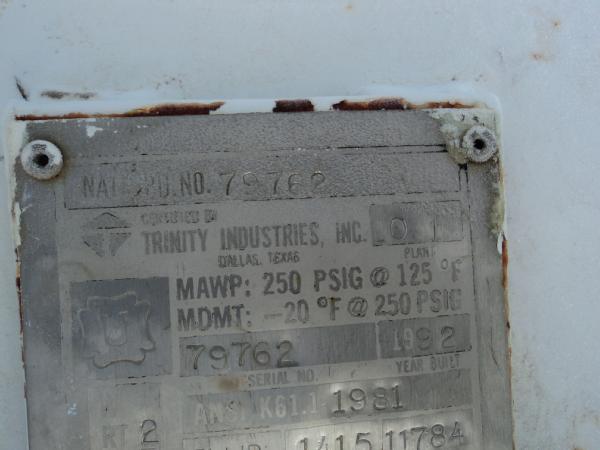 NAT'L BD. NO. 79762
CERTIFIED BY
TRINITY INDUSTRIES, INC. 0
DALLAS, TEXAS PLANT
MAWP: 250 PSIG @ 125 °F
MDMT: -20 °F @ 250 PSIG
79762 1992
SERIAL NO. YEAR BUILT
ANSI K61.1 1981
RT 2
1415 11784